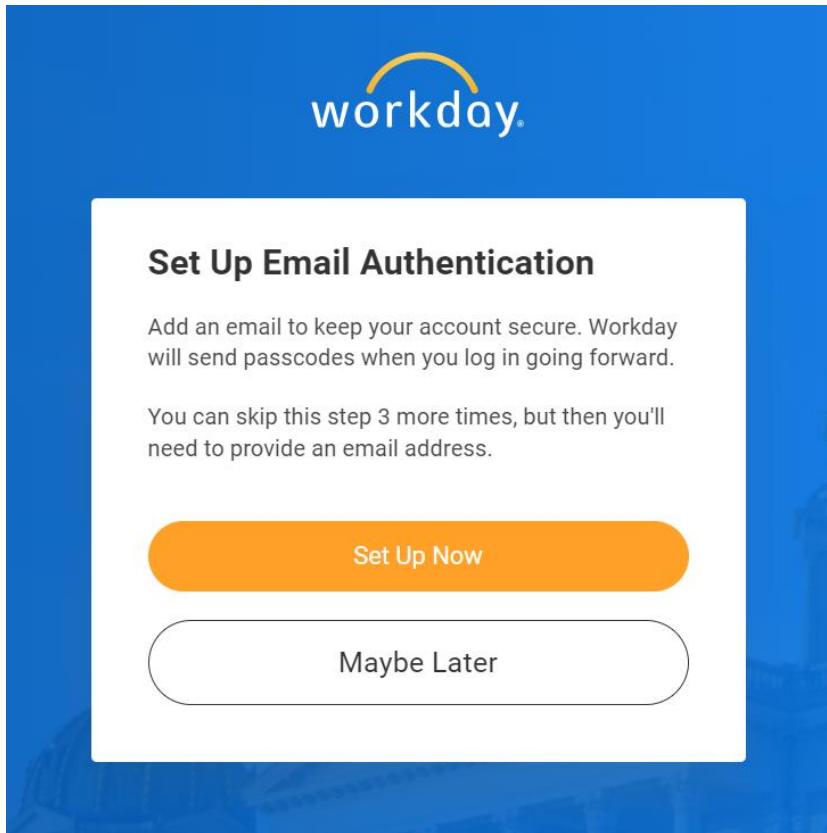 workday.
Set Up Email Authentication
Add an email to keep your account secure. Workday
will send passcodes when you log in going forward.
You can skip this step 3 more times, but then you'll
need to provide an email address.
Set Up Now
Maybe Later